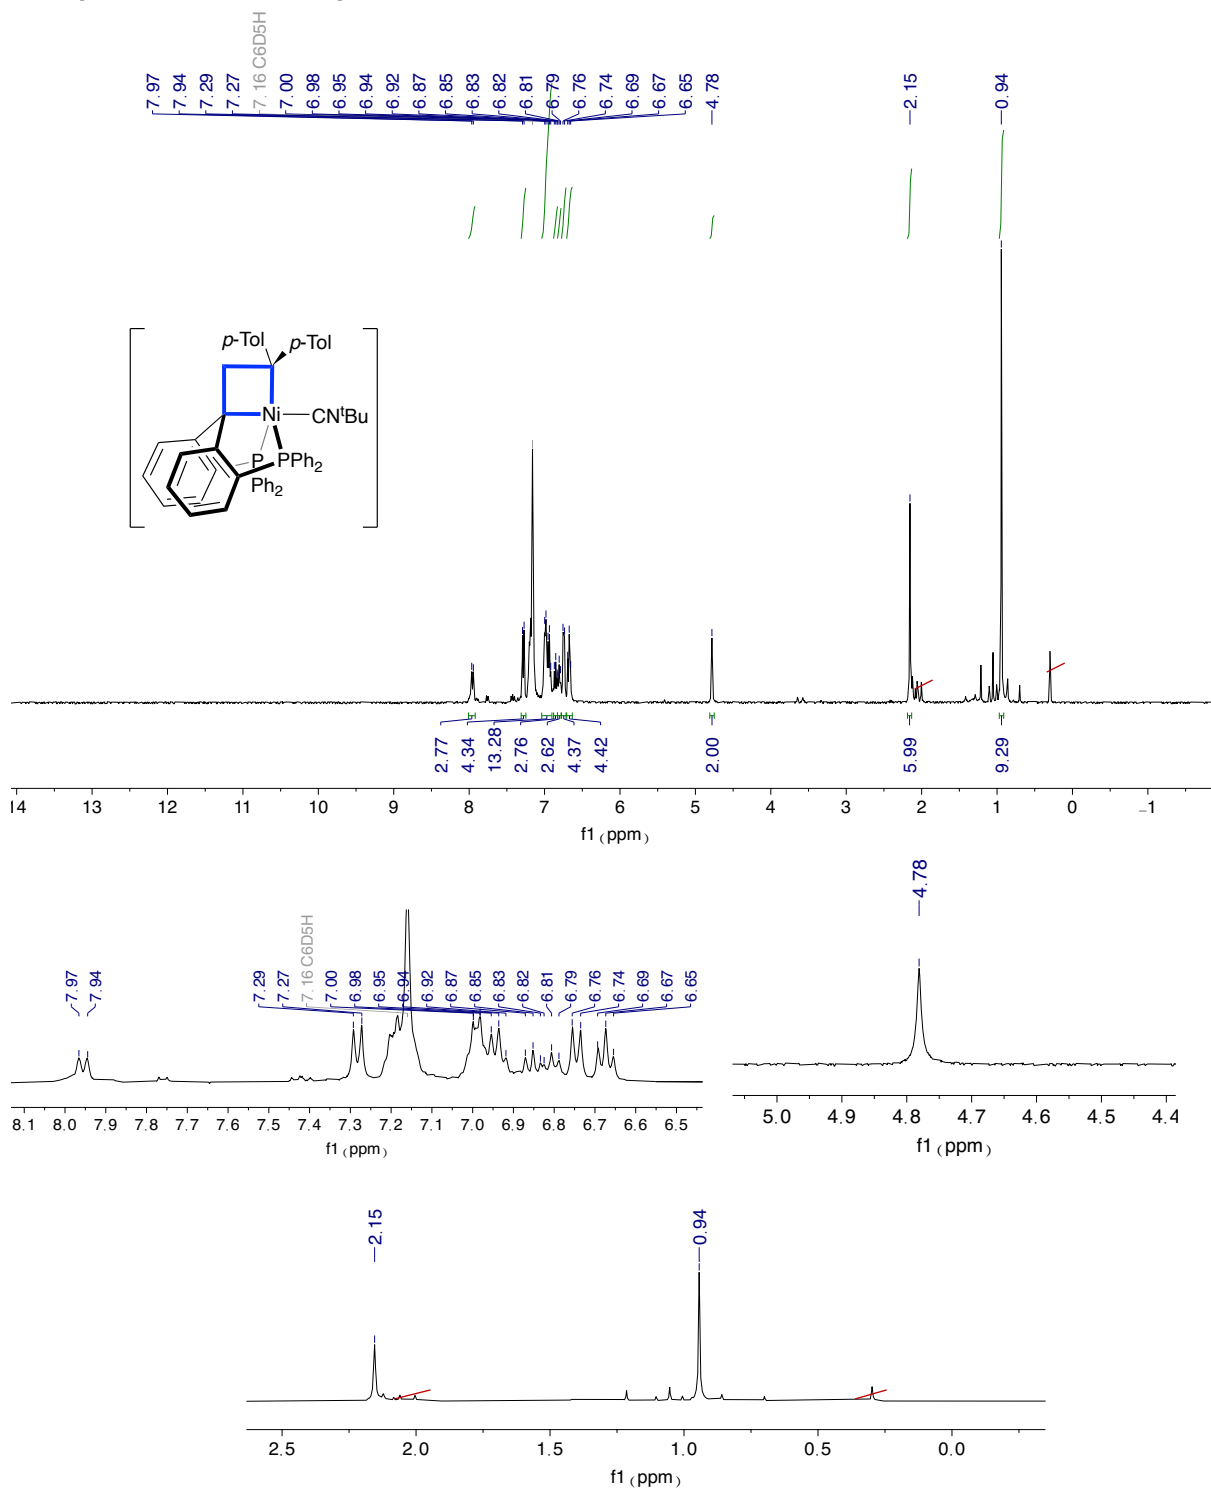 7.97 7.94 7.29 7.27 7.16 C6D5H 7.00 6.98 6.95 6.94 6.92 6.87 6.85 6.83 6.82 6.81 6.79 6.76 6.74 6.69 6.67 6.65 4.78 2.15 0.94
p-Tol p-Tol
Ni CNᵗBu
P PPh₂
Ph₂
2.77 4.34 13.28 2.76 2.62 4.37 4.42 2.00 5.99 9.29
14 13 12 11 10 9 8 7 6 5 4 3 2 1 0 −1
f1 (ppm)
7.97 7.94 7.29 7.27 7.16 C6D5H 7.00 6.98 6.95 6.94 6.92 6.87 6.85 6.83 6.82 6.81 6.79 6.76 6.74 6.69 6.67 6.65
4.78
8.1 8.0 7.9 7.8 7.7 7.6 7.5 7.4 7.3 7.2 7.1 7.0 6.9 6.8 6.7 6.6 6.5
f1 (ppm)
5.0 4.9 4.8 4.7 4.6 4.5 4.4
f1 (ppm)
2.15 0.94
2.5 2.0 1.5 1.0 0.5 0.0
f1 (ppm)